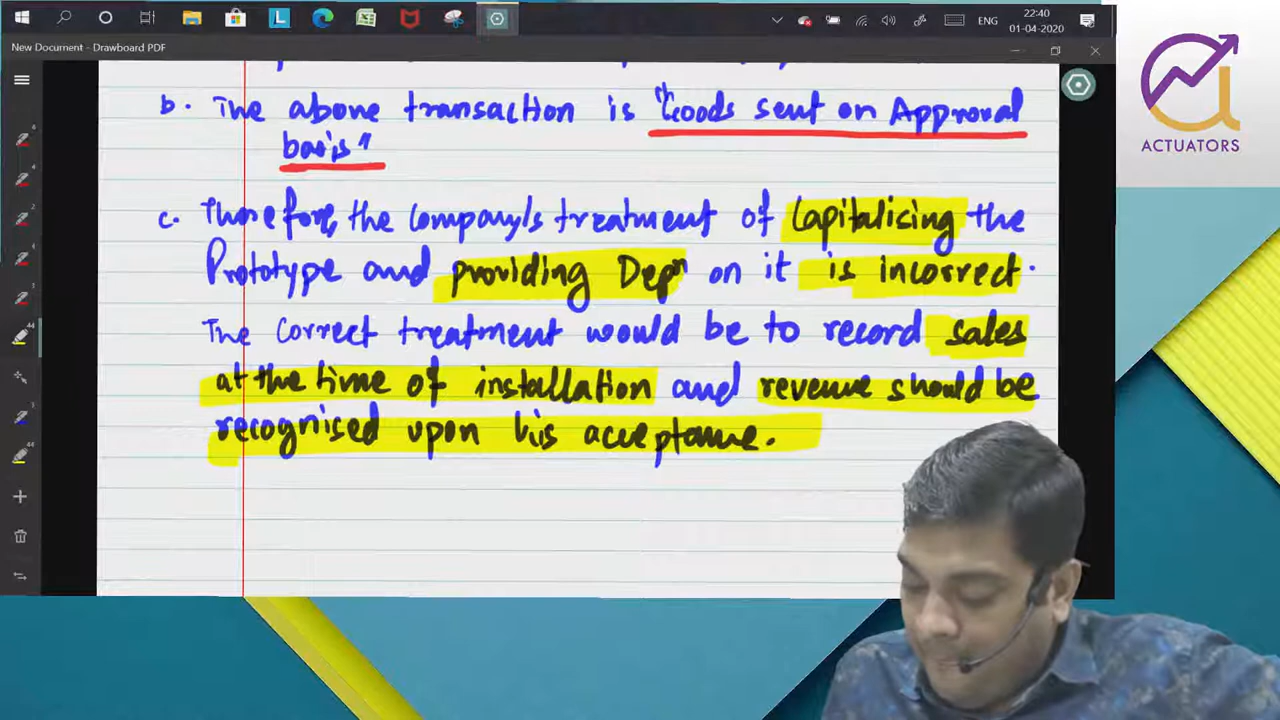 ENG
22:40
01-04-2020
New Document - Drawboard PDF
b. The above transaction is "Goods sent on Approval
basis"
c. Therefore, the Company's treatment of Capitalising the
Prototype and providing Depn on it is incorrect.
The correct treatment would be to record sales
at the time of installation and revenue should be
recognised upon his acceptance.
ACTUATORS